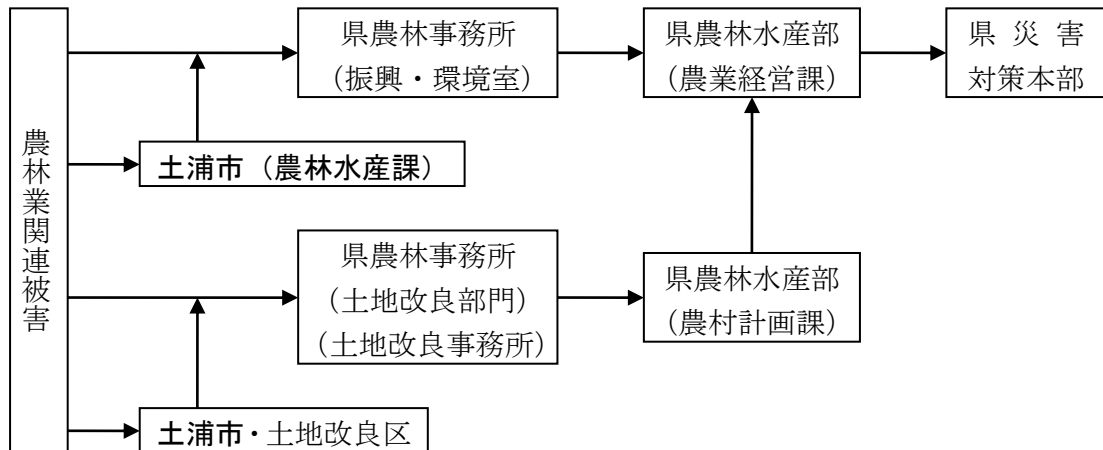 農林業関連被害
県農林事務所
（振興・環境室）
県農林水産部
（農業経営課）
県 災 害
対策本部
土浦市（農林水産課）
県農林事務所
（土地改良部門）
（土地改良事務所）
県農林水産部
（農村計画課）
土浦市・土地改良区